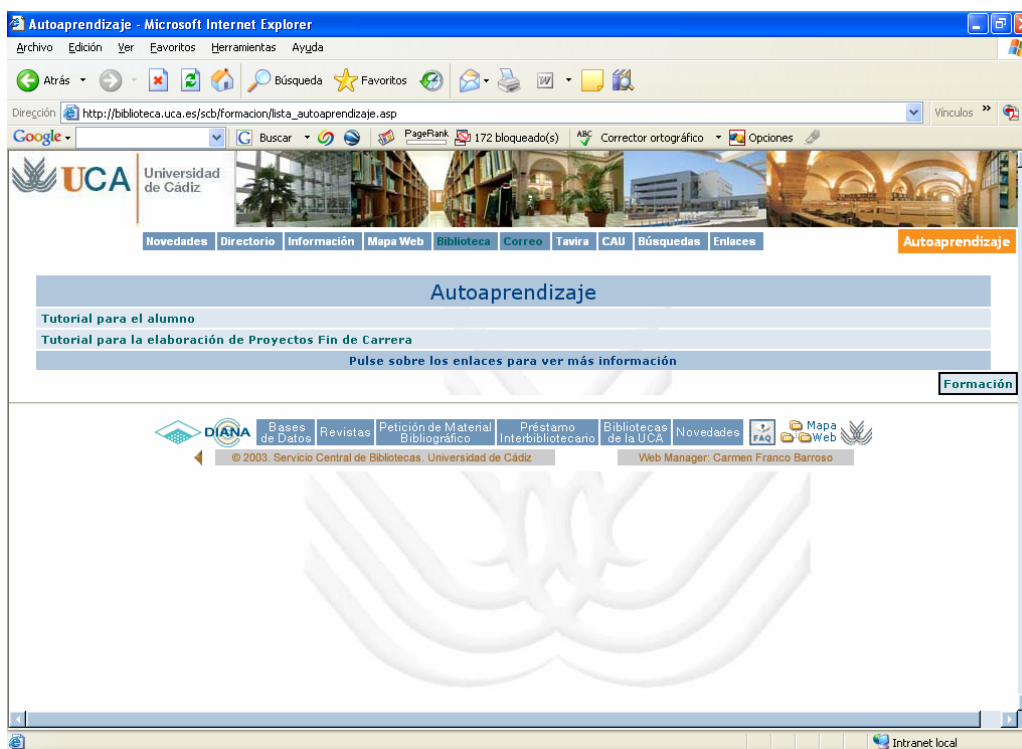 Autoaprendizaje - Microsoft Internet Explorer
Archivo Edición Ver Favoritos Herramientas Ayuda
Atrás Búsqueda Favoritos
Dirección http://biblioteca.uca.es/scb/formacion/lista_autoaprendizaje.asp Vínculos »
Google Buscar PageRank 172 bloqueado(s) ABC Corrector ortográfico Opciones
UCA Universidad
de Cádiz
Novedades Directorio Información Mapa Web Biblioteca Correo Tavira CAU Búsquedas Enlaces Autoaprendizaje
Autoaprendizaje
Tutorial para el alumno
Tutorial para la elaboración de Proyectos Fin de Carrera
Pulse sobre los enlaces para ver más información
Formación
DIANA Bases de Datos Revistas Petición de Material Bibliográfico Préstamo Interbibliotecario Bibliotecas de la UCA Novedades FAQ Mapa Web
© 2003. Servicio Central de Bibliotecas. Universidad de Cádiz Web Manager: Carmen Franco Barroso
Intranet local